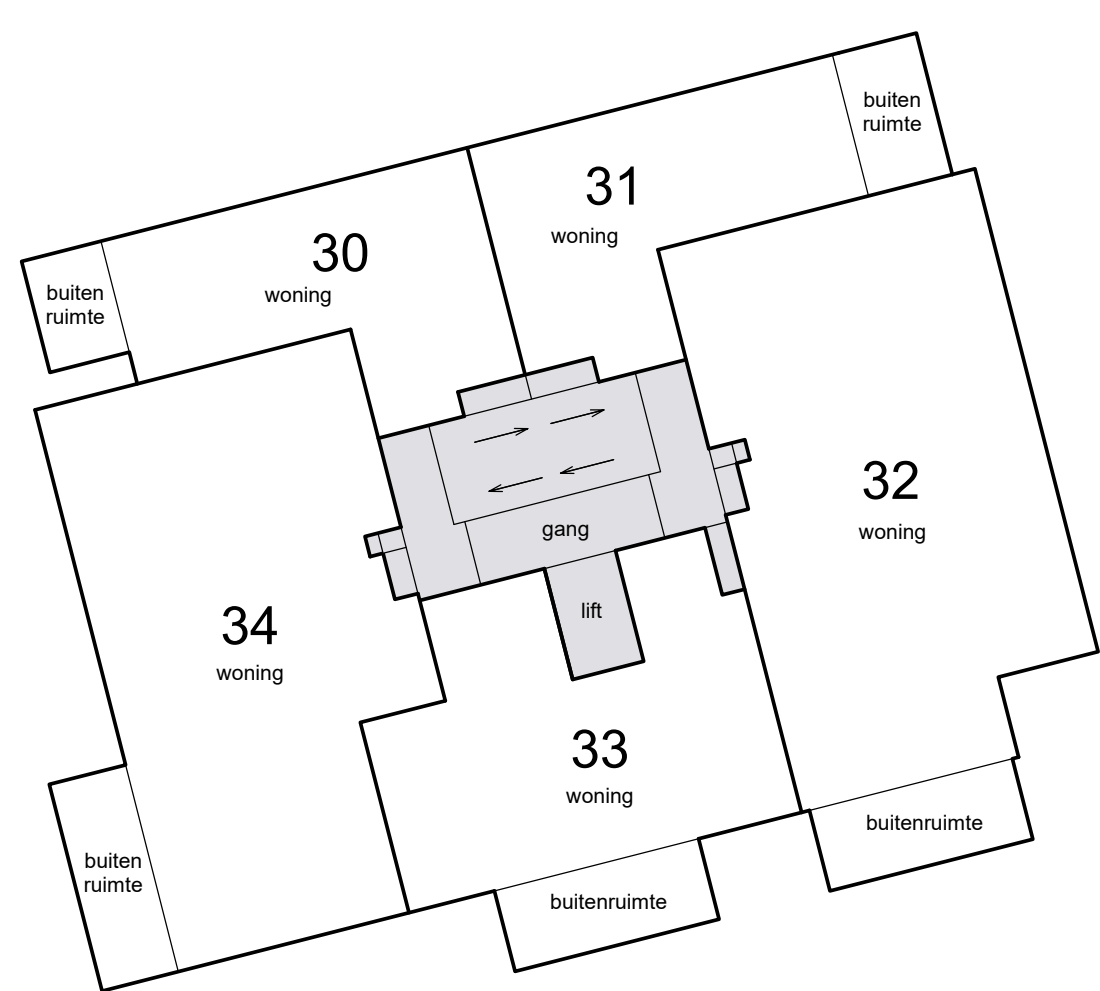 buiten
ruimte
31
woning
30
woning
buiten
ruimte
32
woning
gang
lift
34
woning
33
woning
buitenruimte
buiten
ruimte
buitenruimte